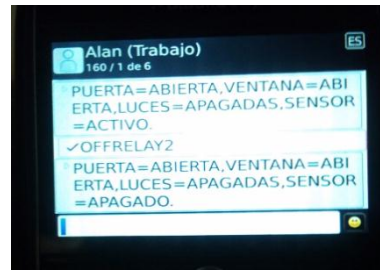 ES
Alan (Trabajo)
160 / 1 de 6
PUERTA=ABIERTA,VENTANA=ABI
ERTA,LUCES=APAGADAS,SENSOR
=ACTIVO.
✓OFFRELAY2
PUERTA=ABIERTA,VENTANA=ABI
ERTA,LUCES=APAGADAS,SENSOR
=APAGADO.